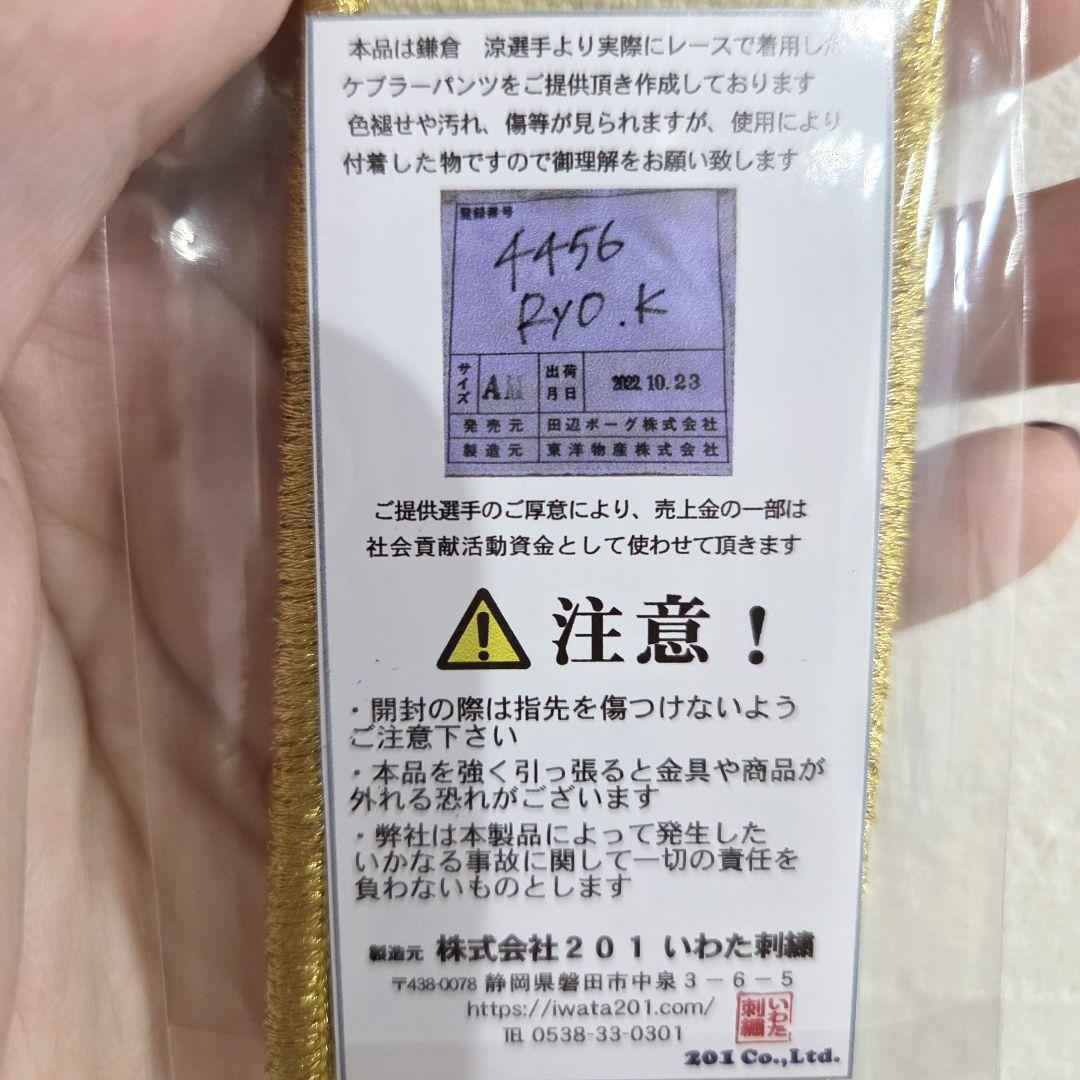 本品は鎌倉　涼選手より実際にレースで着用した
ケブラーパンツをご提供頂き作成しております
色褪せや汚れ、傷等が見られますが、使用により
付着した物ですので御理解をお願い致します
登録番号
4456
Ryo.K
サイズ AM 出荷月日 2022.10.23
発売元 田辺ボーグ株式会社
製造元 東洋物産株式会社
ご提供選手のご厚意により、売上金の一部は
社会貢献活動資金として使わせて頂きます
注意！
・開封の際は指先を傷つけないよう
ご注意下さい
・本品を強く引っ張ると金具や商品が
外れる恐れがございます
・弊社は本製品によって発生した
いかなる事故に関して一切の責任を
負わないものとします
製造元 株式会社２０１ いわた刺繍
〒438-0078 静岡県磐田市中泉３－６－５
https://iwata201.com/
℡ 0538-33-0301
いわた刺繍
201 Co.,Ltd.